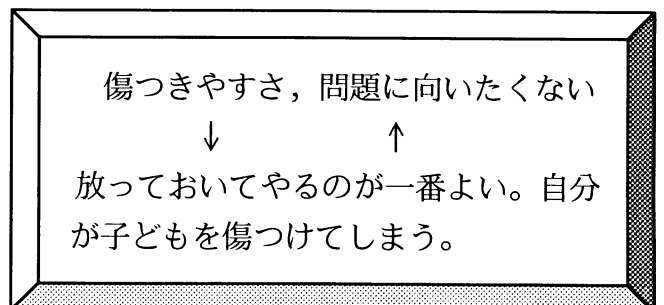 傷つきやすさ，問題に向いたくない
↓ ↑
放っておいてやるのが一番よい。自分
が子どもを傷つけてしまう。